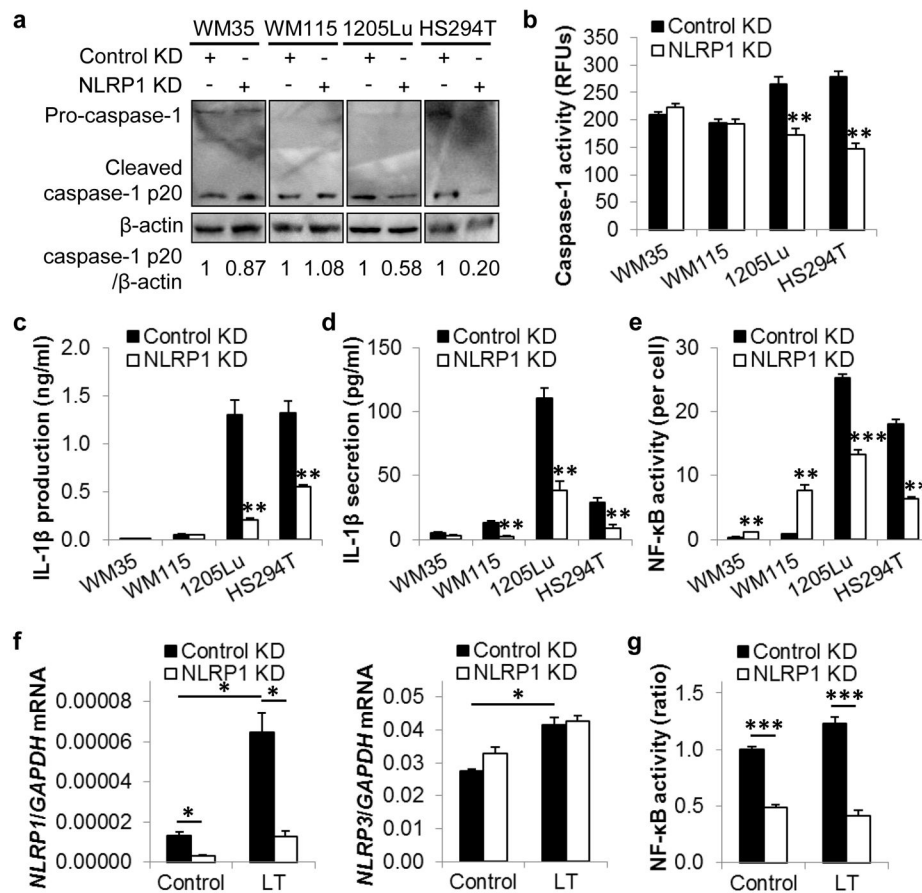 a
WM35 WM115 1205Lu HS294T
Control KD + - + - + - + -
NLRP1 KD - + - + - + - +
Pro-caspase-1
Cleaved
caspase-1 p20
β-actin
caspase-1 p20
/β-actin
1 0.87 1 1.08 1 0.58 1 0.20
b
Control KD
NLRP1 KD
Caspase-1 activity (RFUs)
350
300
250
200
150
100
50
0
**
**
WM35
WM115
1205Lu
HS294T
c
Control KD
NLRP1 KD
IL-1β production (ng/ml)
2.0
1.5
1.0
0.5
0.0
**
**
WM35
WM115
1205Lu
HS294T
d
Control KD
NLRP1 KD
IL-1β secretion (pg/ml)
150
100
50
0
**
**
**
WM35
WM115
1205Lu
HS294T
e
Control KD
NLRP1 KD
NF-κB activity (per cell)
30
20
10
0
**
**
***
**
WM35
WM115
1205Lu
HS294T
f
Control KD
NLRP1 KD
NLRP1/GAPDH mRNA
0.00008
0.00006
0.00004
0.00002
0.00000
*
*
*
Control LT
Control KD
NLRP1 KD
NLRP3/GAPDH mRNA
0.05
0.04
0.03
0.02
0.01
0.00
*
Control LT
g
Control KD
NLRP1 KD
NF-κB activity (ratio)
1.5
1.0
0.5
0.0
***
***
Control LT